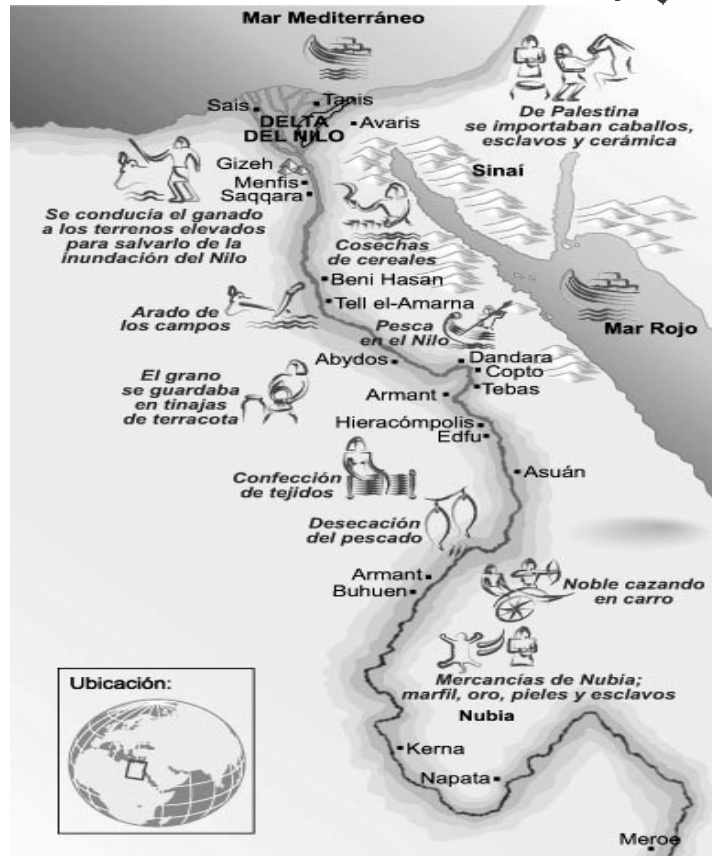 Mar Mediterráneo
Sais
Tanis
DELTA
DEL NILO
Avaris
De Palestina
se importaban caballos,
esclavos y cerámica
Gizeh
Menfis
Saqqara
Sinaí
Se conducía el ganado
a los terrenos elevados
para salvarlo de la
inundación del Nilo
Cosechas
de cereales
Beni Hasan
Tell el-Amarna
Arado de
los campos
Pesca
en el Nilo
Mar Rojo
Abydos
Dandara
Copto
Tebas
El grano
se guardaba
en tinajas
de terracota
Armant
Hieracómpolis
Edfu
Asuán
Confección
de tejidos
Desecación
del pescado
Armant
Buhuen
Noble cazando
en carro
Mercancías de Nubia;
marfil, oro, pieles y esclavos
Nubia
Ubicación:
Kerna
Napata
Meroe